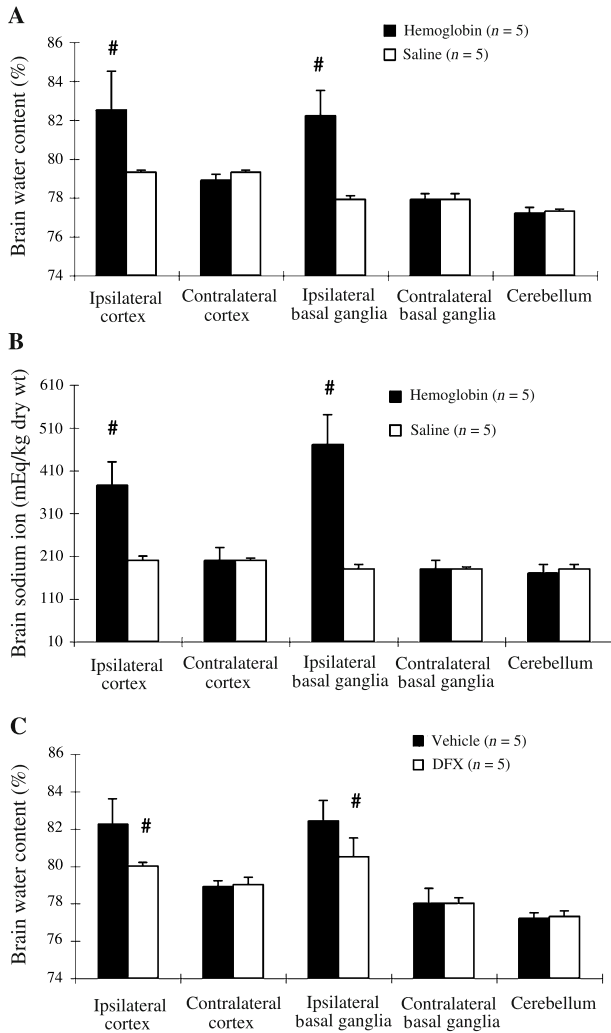 A
Hemoglobin (n = 5)
Saline (n = 5)
Brain water content (%)
86
84
82
80
78
76
74
#
#
Ipsilateral cortex
Contralateral cortex
Ipsilateral basal ganglia
Contralateral basal ganglia
Cerebellum
B
Hemoglobin (n = 5)
Saline (n = 5)
Brain sodium ion (mEq/kg dry wt)
610
510
410
310
210
110
10
#
#
Ipsilateral cortex
Contralateral cortex
Ipsilateral basal ganglia
Contralateral basal ganglia
Cerebellum
C
Vehicle (n = 5)
DFX (n = 5)
Brain water content (%)
86
84
82
80
78
76
74
#
#
Ipsilateral cortex
Contralateral cortex
Ipsilateral basal ganglia
Contralateral basal ganglia
Cerebellum